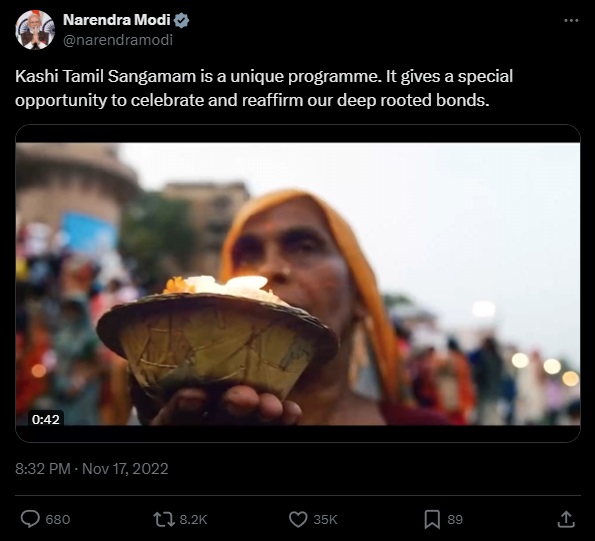 Narendra Modi
@narendramodi
Kashi Tamil Sangamam is a unique programme. It gives a special
opportunity to celebrate and reaffirm our deep rooted bonds.
0:42
8:32 PM · Nov 17, 2022
680 8.2K 35K 89